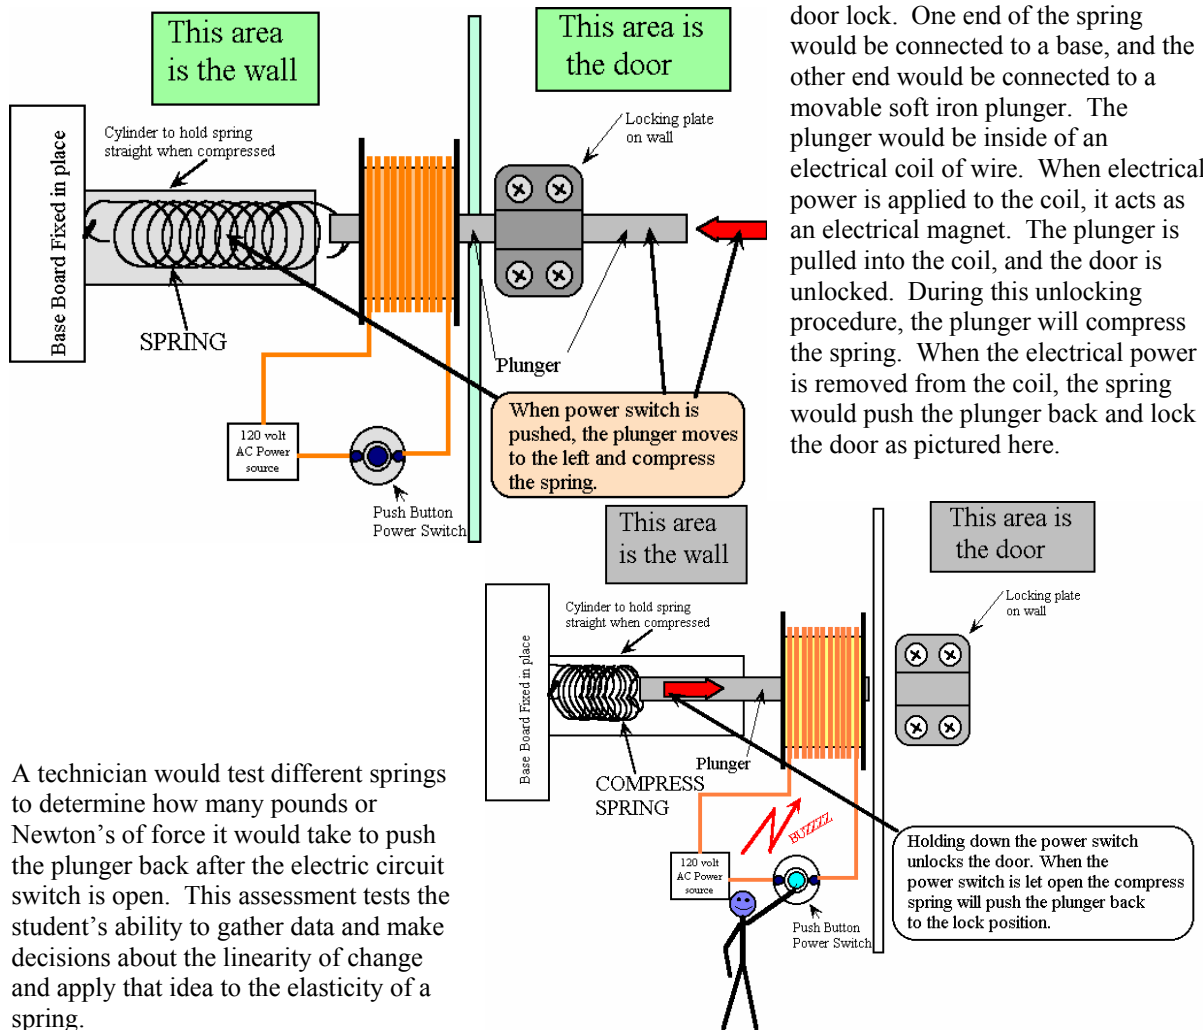 This area
is the wall
This area is
the door
Cylinder to hold spring
straight when compressed
Locking plate
on wall
Base Board Fixed in place
SPRING
Plunger
When power switch is
pushed, the plunger moves
to the left and compress
the spring.
120 volt
AC Power
source
Push Button
Power Switch
door lock.  One end of the spring
would be connected to a base, and the
other end would be connected to a
movable soft iron plunger.  The
plunger would be inside of an
electrical coil of wire.  When electrical
power is applied to the coil, it acts as
an electrical magnet.  The plunger is
pulled into the coil, and the door is
unlocked.  During this unlocking
procedure, the plunger will compress
the spring.  When the electrical power
is removed from the coil, the spring
would push the plunger back and lock
the door as pictured here.
This area
is the wall
This area is
the door
Cylinder to hold spring
straight when compressed
Locking plate
on wall
Base Board Fixed in place
Plunger
COMPRESS
SPRING
BUZZZZ
120 volt
AC Power
source
Push Button
Power Switch
Holding down the power switch
unlocks the door. When the
power switch is let open the compress
spring will push the plunger back
to the lock position.
A technician would test different springs
to determine how many pounds or
Newton’s of force it would take to push
the plunger back after the electric circuit
switch is open.  This assessment tests the
student’s ability to gather data and make
decisions about the linearity of change
and apply that idea to the elasticity of a
spring.